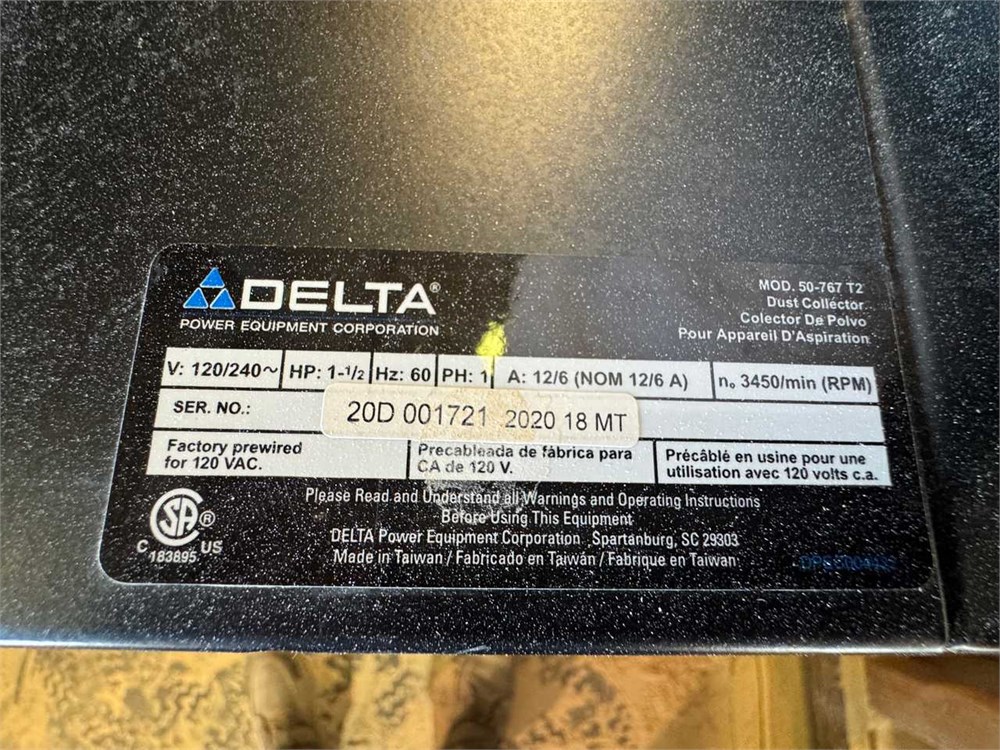 DELTA®
POWER EQUIPMENT CORPORATION
MOD. 50-767 T2
Dust Collector
Colector De Polvo
Pour Appareil D'Aspiration
V: 120/240~ HP: 1-1/2 Hz: 60 PH: 1 A: 12/6 (NOM 12/6 A) n₀ 3450/min (RPM)
SER. NO.: 20D 001721 2020 18 MT
Factory prewired
for 120 VAC.
Precableada de fábrica para
CA de 120 V.
Précâblé en usine pour une
utilisation avec 120 volts c.a.
SA®
C US
183895
Please Read and Understand all Warnings and Operating Instructions
Before Using This Equipment
DELTA Power Equipment Corporation Spartanburg, SC 29303
Made in Taiwan / Fabricado en Taiwán / Fabrique en Taiwan